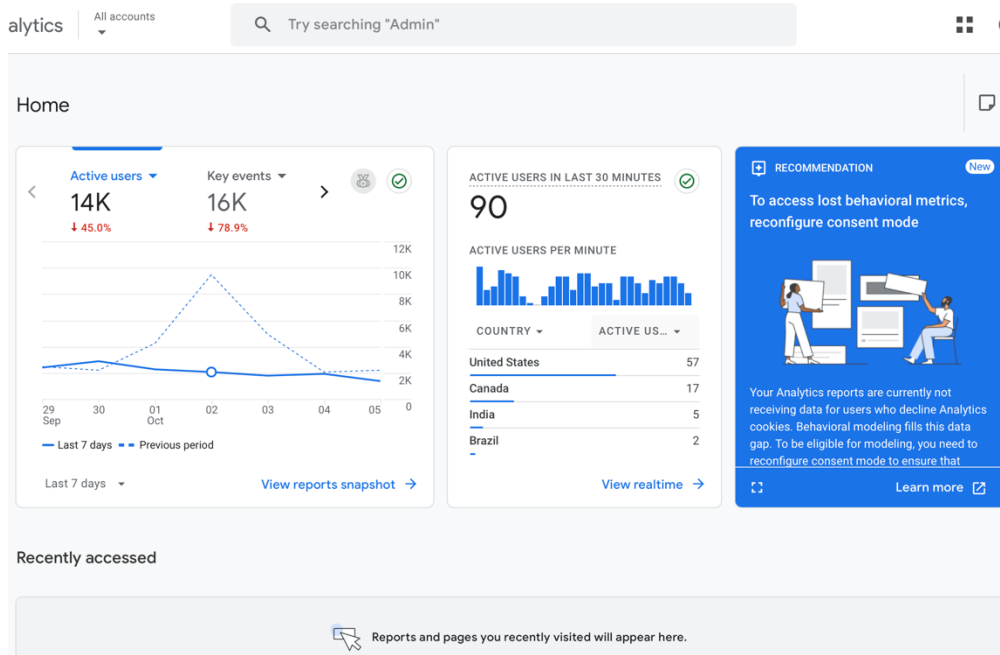 alytics
All accounts
Try searching "Admin"
Home
Active users
14K
45.0%
Key events
16K
78.9%
12K
10K
8K
6K
4K
2K
0
29
Sep
30
01
Oct
02
03
04
05
Last 7 days
Previous period
Last 7 days
View reports snapshot
ACTIVE USERS IN LAST 30 MINUTES
90
ACTIVE USERS PER MINUTE
COUNTRY
ACTIVE US...
United States 57
Canada 17
India 5
Brazil 2
View realtime
RECOMMENDATION
New
To access lost behavioral metrics,
reconfigure consent mode
Your Analytics reports are currently not
receiving data for users who decline Analytics
cookies. Behavioral modeling fills this data
gap. To be eligible for modeling, you need to
reconfigure consent mode to ensure that
Learn more
Recently accessed
Reports and pages you recently visited will appear here.